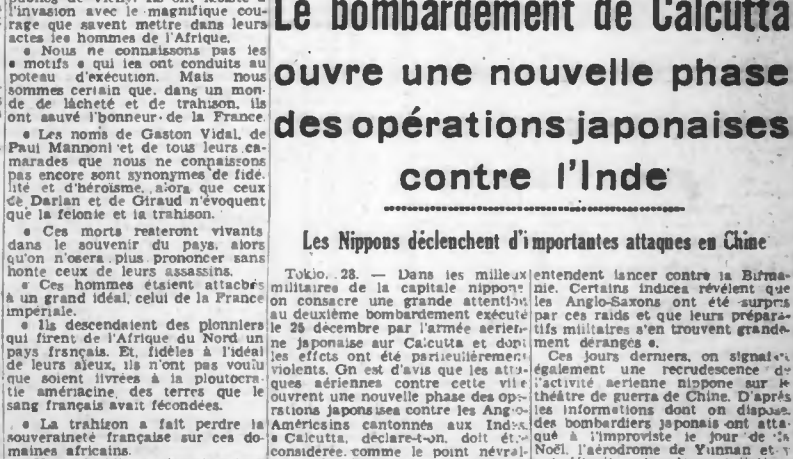 l'invasion avec le magnifique cou-
rage que savent mettre dans leurs
actes les hommes de l'Afrique.
« Nous ne connaissons pas les
« motifs » qui les ont conduits au
poteau d'exécution. Mais nous
sommes certain que, dans un mon-
de de lâcheté et de trahison, ils
ont sauvé l'bonneur de la France.
« Les noms de Gaston Vidal, de
Paul Mannoni et de tous leurs ca-
marades que nous ne connaissons
pas encore sont synonymes de fidé-
lité et d'héroïsme, alora que ceux
de Darlan et de Giraud n'évoquent
que la felonie et la trahison.
« Ces morts resteront vivants
dans le souvenir du pays, alors
qu'on n'osera plus prononcer sans
honte ceux de leurs assassins.
« Ces hommes étaient attachés
à un grand idéal, celui de la France
impériale.
« Ils descendaient des pionniers
qui firent de l'Afrique du Nord un
pays français. Et, fidèles à l'idéal
de leurs aïeux, ils n'ont pas voulu
que soient livrées à la ploutocra-
tie américine, des terres que le
sang français avait fécondées.
« La trahison a fait perdre la
souveraineté française sur ces do-
maines africains.
Le bombardement de Calcutta
ouvre une nouvelle phase
des opérations japonaises
contre l'Inde
Les Nippons déclenchent d'importantes attaques en Chine
Tokio, 28. — Dans les milieux
militaires de la capitale nippone
on consacre une grande attention
au deuxième bombardement exécuté
le 25 décembre par l'armée aerien-
ne japonaise sur Calcutta et dont
les effets ont été particulièrement
violents. On est d'avis que les atta-
ques aériennes contre cette ville
ouvrent une nouvelle phase des opé-
rations japonaises contre les Anglo-
Américsins cantonnés aux Indes.
« Calcutta, déclare-t-on, doit être
considérée comme le point névral-
entendent lancer contre la Birma-
nie. Certains indices révèlent que
les Anglo-Saxons ont été surpris
par ces raids et que leurs prépara-
tifs militaires s'en trouvent grande-
ment dérangés ».
Ces jours derniers, on signalait
également une recrudescence de
l'activité aerienne nippone sur le
théâtre de guerra de Chine. D'après
les informations dont on dispose,
des bombardiers japonais ont atta-
qué à l'improviste le jour de la
Noël, l'aérodrome de Yunnan et y